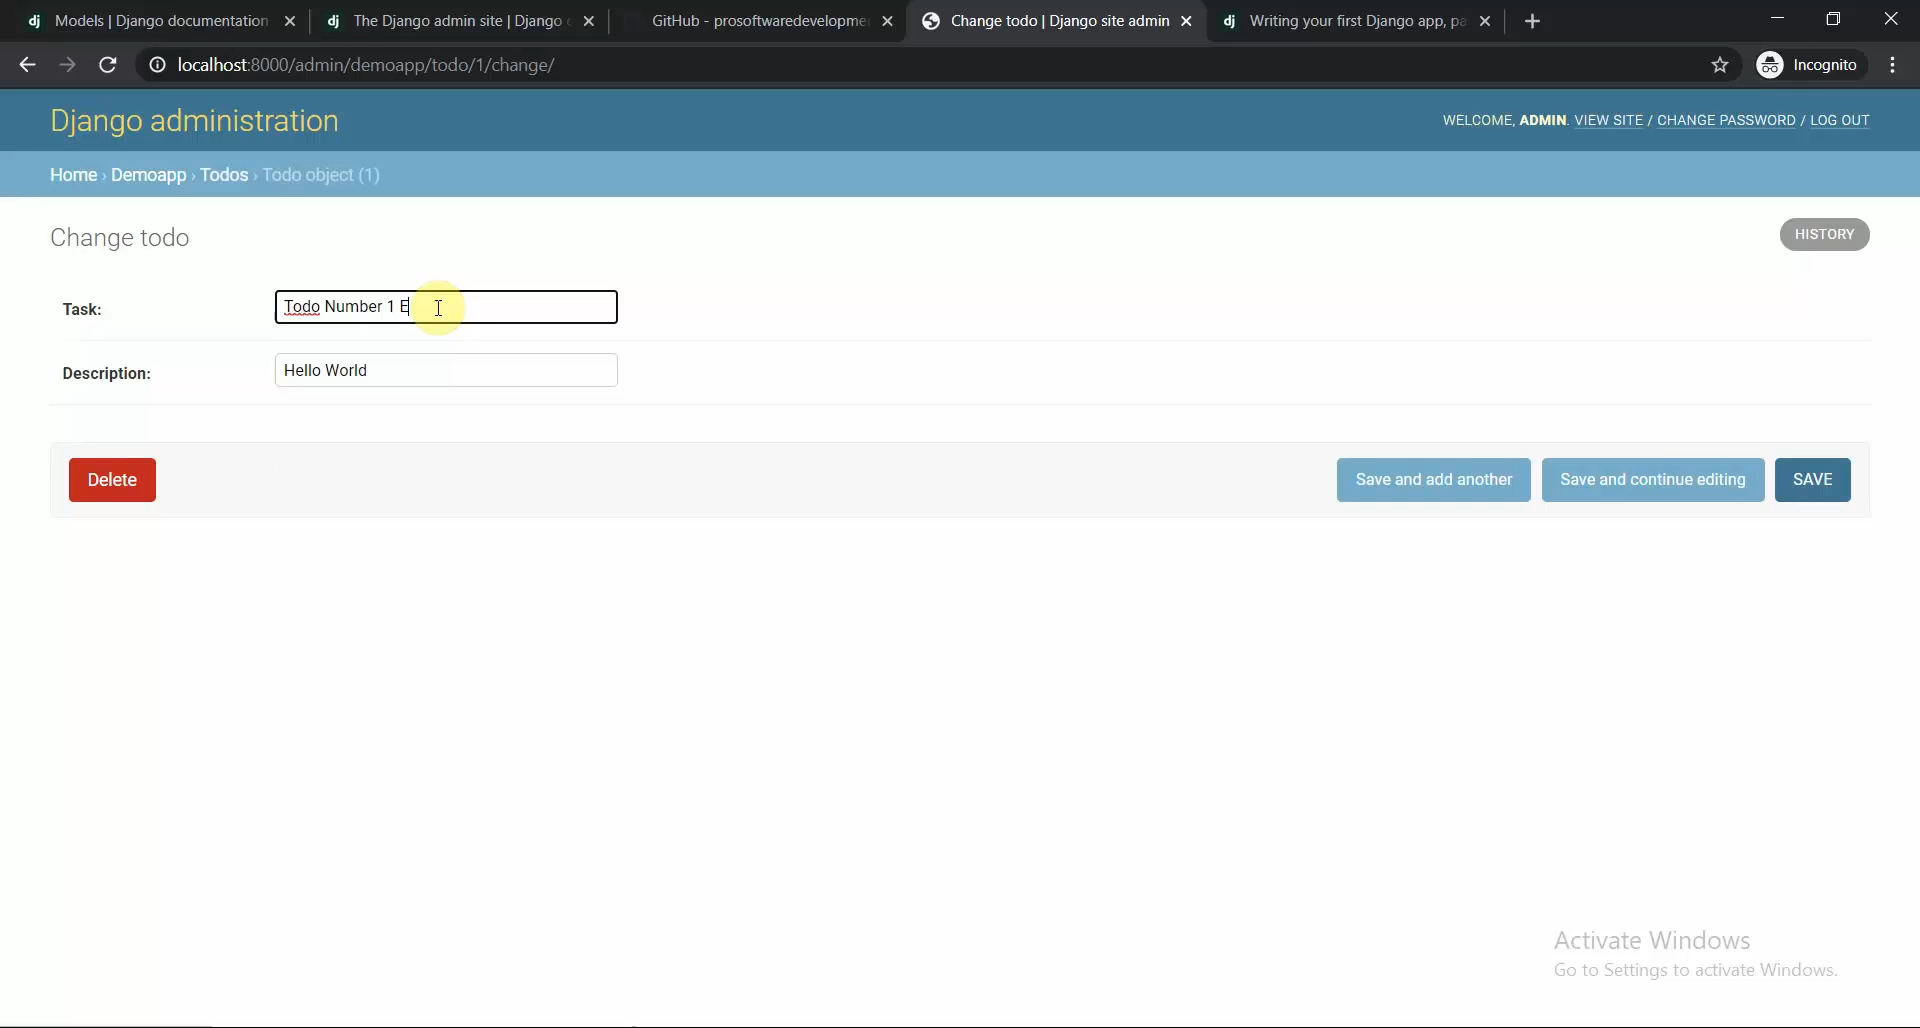 Models | Django documentation
The Django admin site | Django
GitHub - prosoftwaredevelopme
Change todo | Django site admin
Writing your first Django app, pa
localhost:8000/admin/demoapp/todo/1/change/
Incognito
Django administration
WELCOME, ADMIN. VIEW SITE / CHANGE PASSWORD / LOG OUT
Home › Demoapp › Todos › Todo object (1)
Change todo
HISTORY
Task:
Todo Number 1 E
Description:
Hello World
Delete
Save and add another
Save and continue editing
SAVE
Activate Windows
Go to Settings to activate Windows.